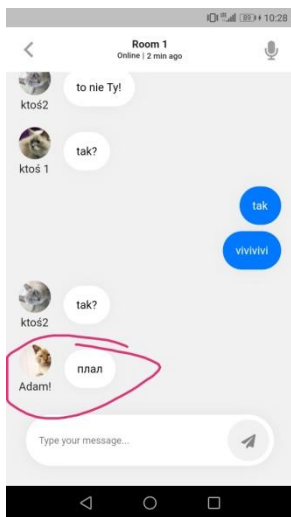 89 10:28
Room 1
Online | 2 min ago
to nie Ty!
ktoś2
tak?
ktoś 1
tak
vivivivi
tak?
ktoś2
плал
Adam!
Type your message...